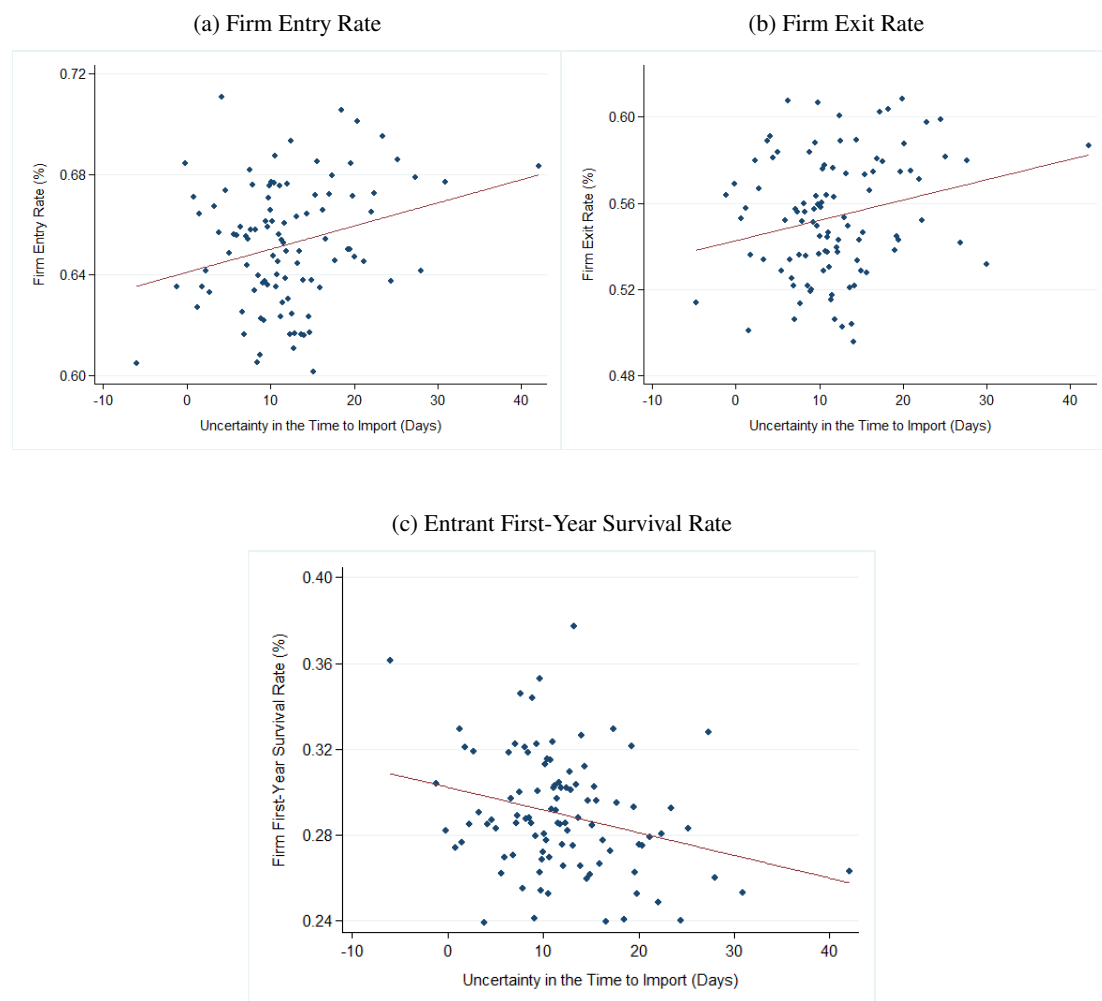 (a) Firm Entry Rate
(b) Firm Exit Rate
0.72
0.68
0.64
0.60
Firm Entry Rate (%)
-10 0 10 20 30 40
Uncertainty in the Time to Import (Days)
0.60
0.56
0.52
0.48
Firm Exit Rate (%)
-10 0 10 20 30 40
Uncertainty in the Time to Import (Days)
(c) Entrant First-Year Survival Rate
0.40
0.36
0.32
0.28
0.24
Firm First-Year Survival Rate (%)
-10 0 10 20 30 40
Uncertainty in the Time to Import (Days)